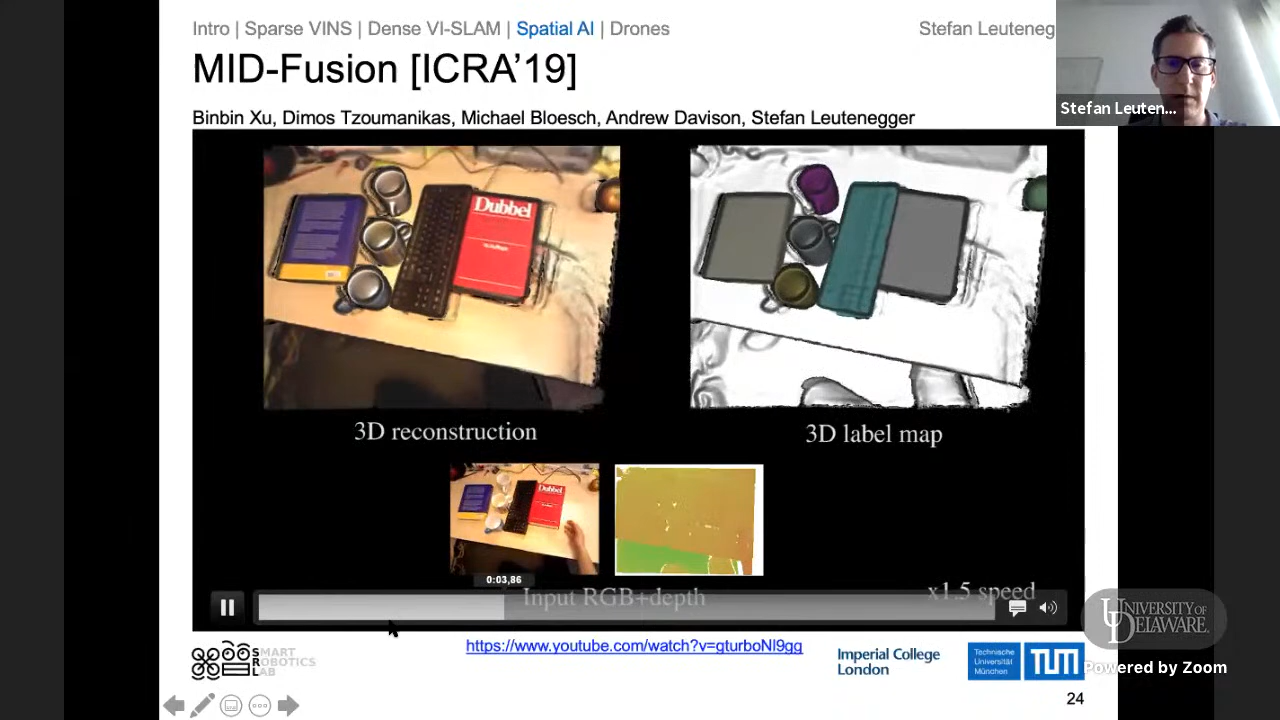 Intro | Sparse VINS | Dense VI-SLAM | Spatial AI | Drones
Stefan Leuteneg
MID-Fusion [ICRA'19]
Stefan Leuten...
Binbin Xu, Dimos Tzoumanikas, Michael Bloesch, Andrew Davison, Stefan Leutenegger
Dubbel
3D reconstruction
3D label map
Dubbel
0:03,86
Input RGB+depth
x1.5 speed
UNIVERSITY OF
DELAWARE.
Powered by Zoom
SMART
ROBOTICS
LAB
https://www.youtube.com/watch?v=gturboNl9gg
Imperial College
London
Technische
Universität
München
TUM
24